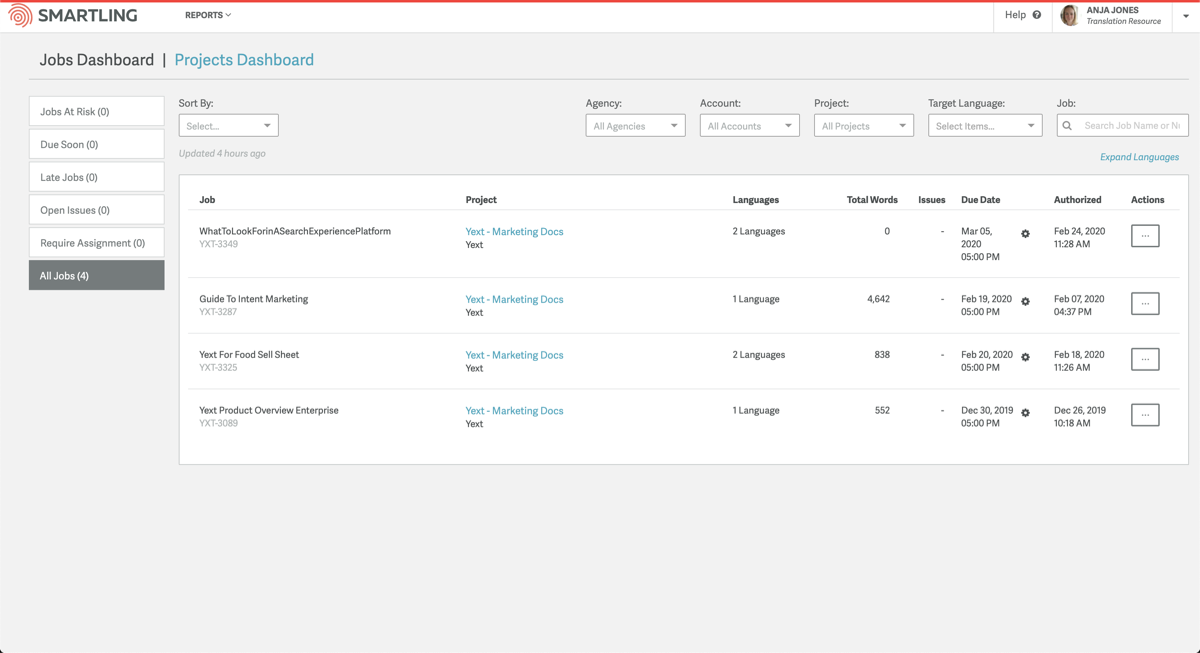 SMARTLING
REPORTS
Help
ANJA JONES
Translation Resource
Jobs Dashboard | Projects Dashboard
Jobs At Risk (0)
Due Soon (0)
Late Jobs (0)
Open Issues (0)
Require Assignment (0)
All Jobs (4)
Sort By:
Select...
Agency:
All Agencies
Account:
All Accounts
Project:
All Projects
Target Language:
Select Items...
Job:
Search Job Name or
Updated 4 hours ago
Expand Languages
Job Project Languages Total Words Issues Due Date Authorized Actions
WhatToLookForinASearchExperiencePlatform Yext - Marketing Docs 2 Languages 0 - Mar 05, Feb 24, 2020 ...
YXT-3349 Yext 2020 11:28 AM
05:00 PM
Guide To Intent Marketing Yext - Marketing Docs 1 Language 4,642 - Feb 19, 2020 Feb 07, 2020 ...
YXT-3287 Yext 05:00 PM 04:37 PM
Yext For Food Sell Sheet Yext - Marketing Docs 2 Languages 838 - Feb 20, 2020 Feb 18, 2020 ...
YXT-3325 Yext 05:00 PM 11:26 AM
Yext Product Overview Enterprise Yext - Marketing Docs 1 Language 552 - Dec 30, 2019 Dec 26, 2019 ...
YXT-3089 Yext 05:00 PM 10:18 AM